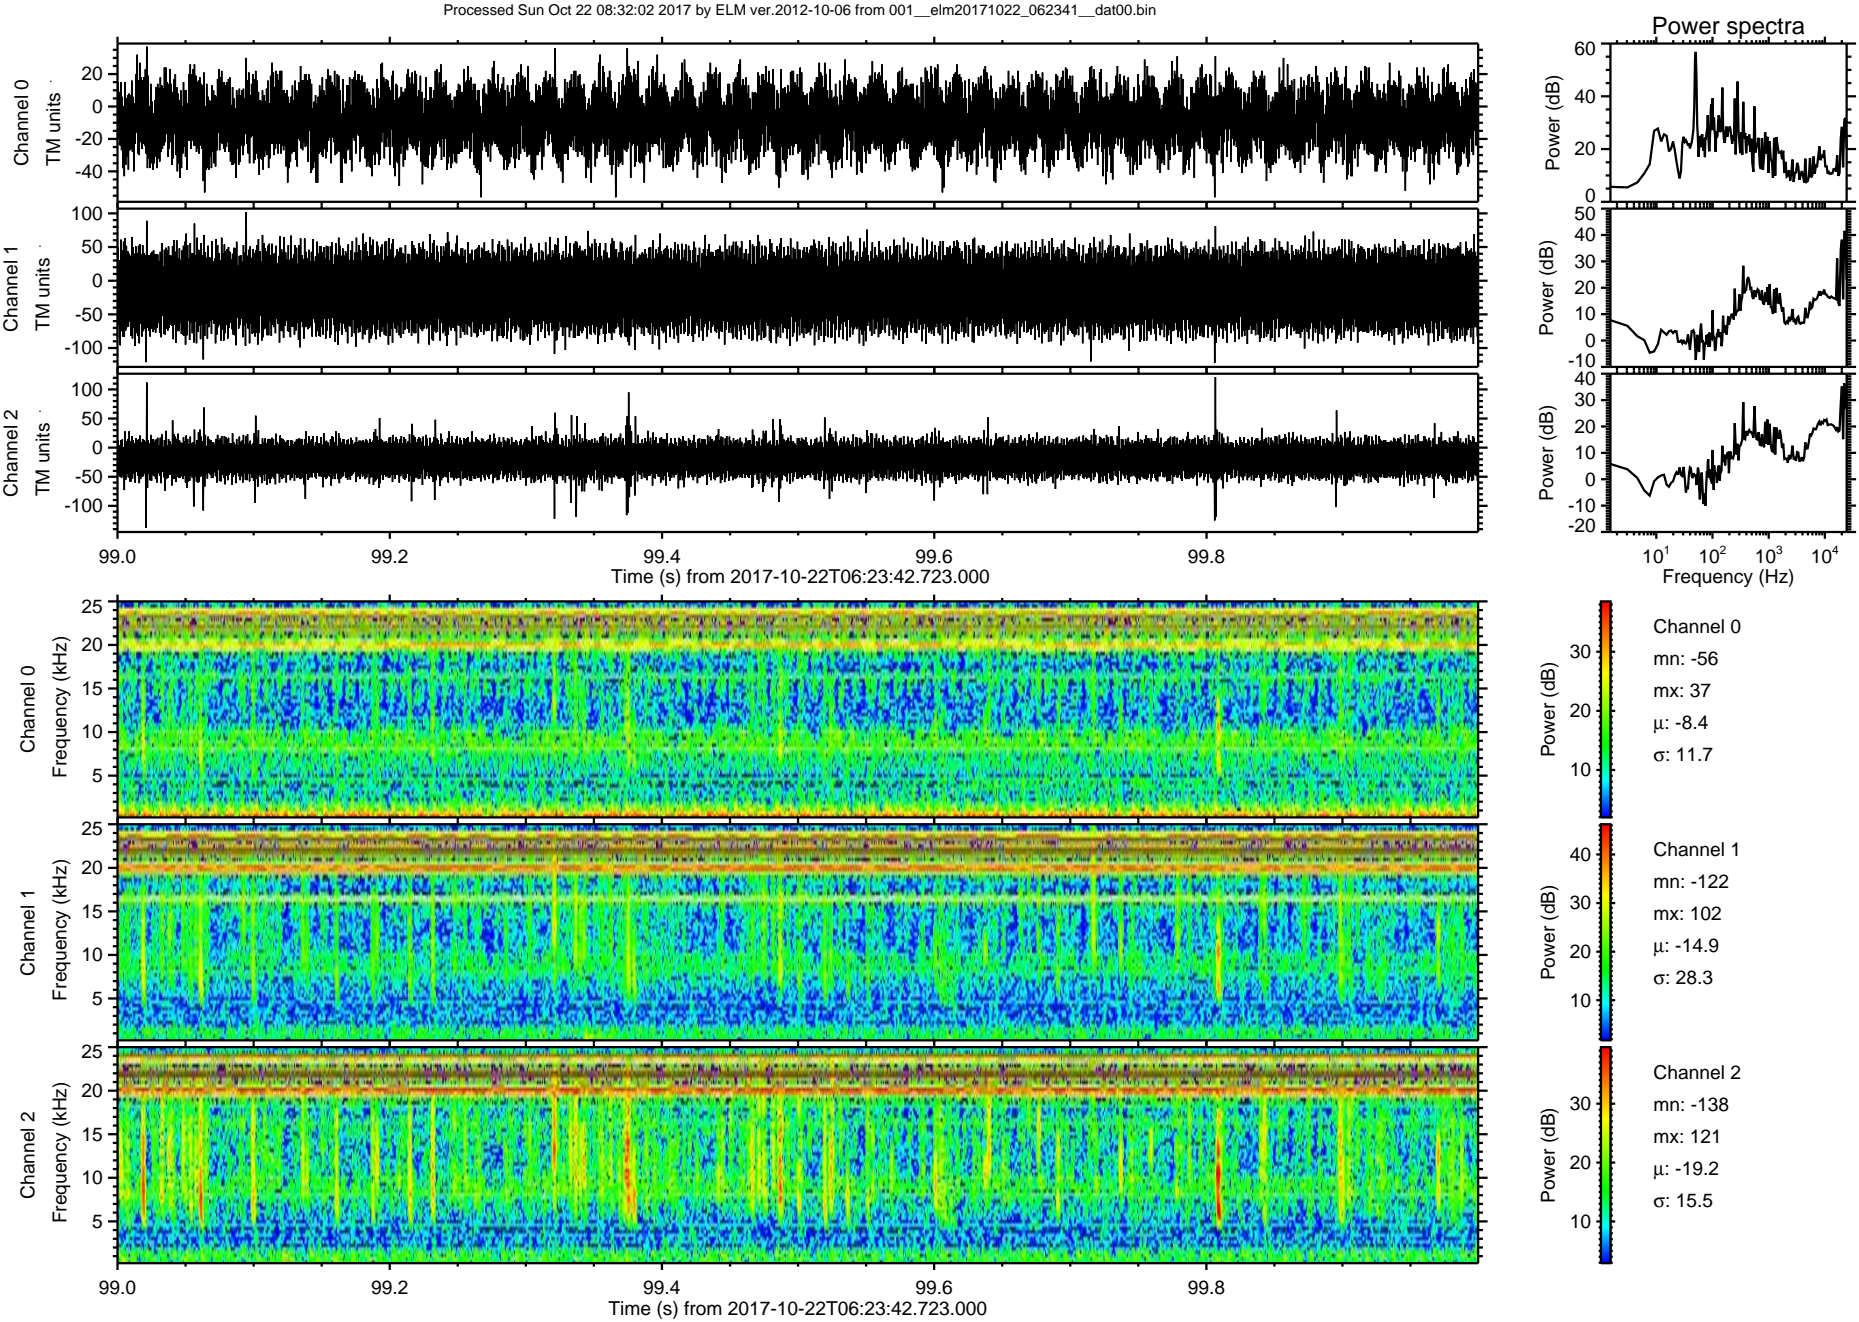 Processed Sun Oct 22 08:32:02 2017 by ELM ver.2012-10-06 from 001__elm20171022_062341__dat00.bin
Power spectra
Channel 0
TM units
20
0
-20
-40
Power (dB)
60
40
20
0
Channel 1
TM units
100
50
0
-50
-100
Power (dB)
50
40
30
20
10
0
-10
Channel 2
TM units
100
50
0
-50
-100
Power (dB)
40
30
20
10
0
-10
-20
99.0 99.2 99.4 99.6 99.8
Time (s) from 2017-10-22T06:23:42.723.000
10^1 10^2 10^3 10^4
Frequency (Hz)
Channel 0
Frequency (kHz)
25
20
15
10
5
Power (dB)
30
20
10
Channel 0
mn: -56
mx: 37
μ: -8.4
σ: 11.7
Channel 1
Frequency (kHz)
25
20
15
10
5
Power (dB)
40
30
20
10
Channel 1
mn: -122
mx: 102
μ: -14.9
σ: 28.3
Channel 2
Frequency (kHz)
25
20
15
10
5
Power (dB)
30
20
10
Channel 2
mn: -138
mx: 121
μ: -19.2
σ: 15.5
99.0 99.2 99.4 99.6 99.8
Time (s) from 2017-10-22T06:23:42.723.000